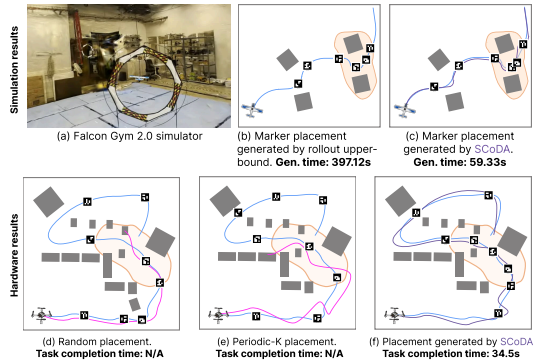 Simulation results
(a) Falcon Gym 2.0 simulator
(b) Marker placement
generated by rollout upper-
bound. Gen. time: 397.12s
(c) Marker placement
generated by SCoDA.
Gen. time: 59.33s
Hardware results
(d) Random placement.
Task completion time: N/A
(e) Periodic-K placement.
Task completion time: N/A
(f) Placement generated by SCoDA
Task completion time: 34.5s